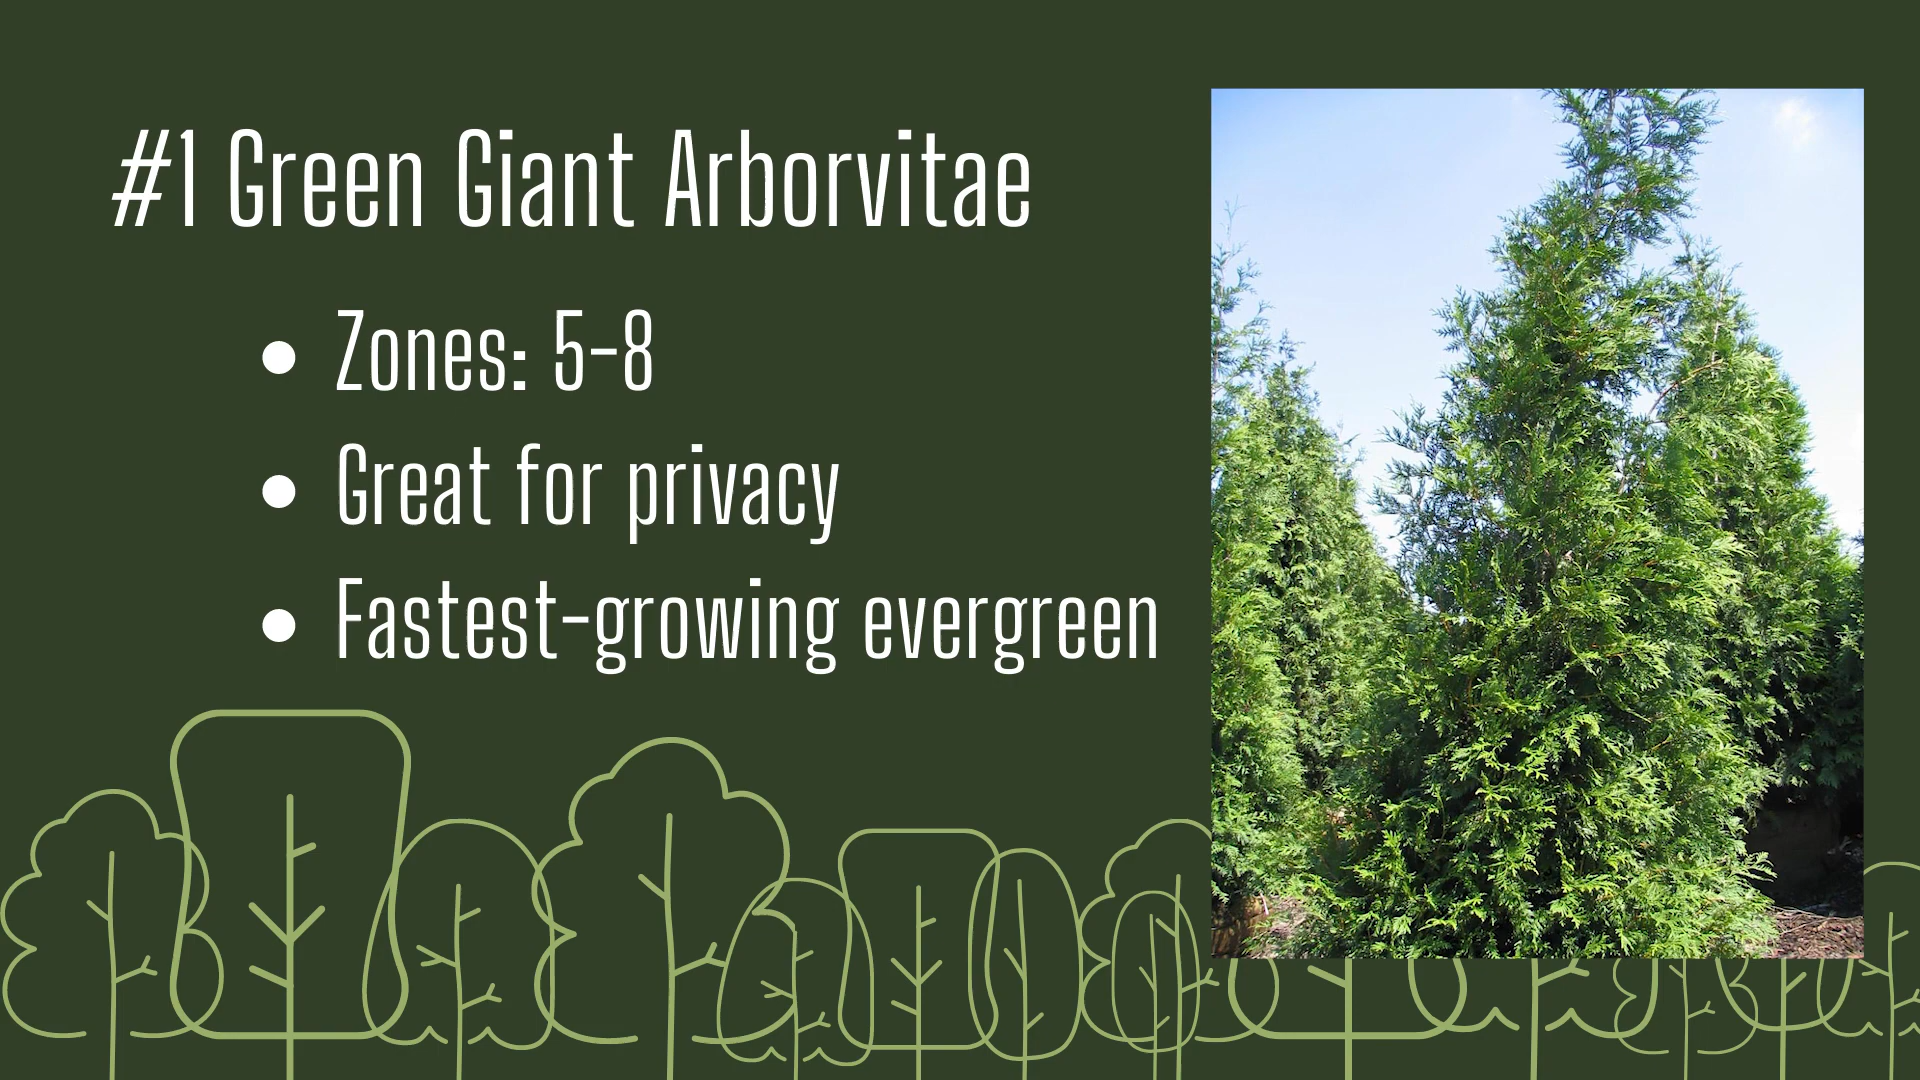 #1 Green Giant Arborvitae
• Zones: 5-8
• Great for privacy
• Fastest-growing evergreen